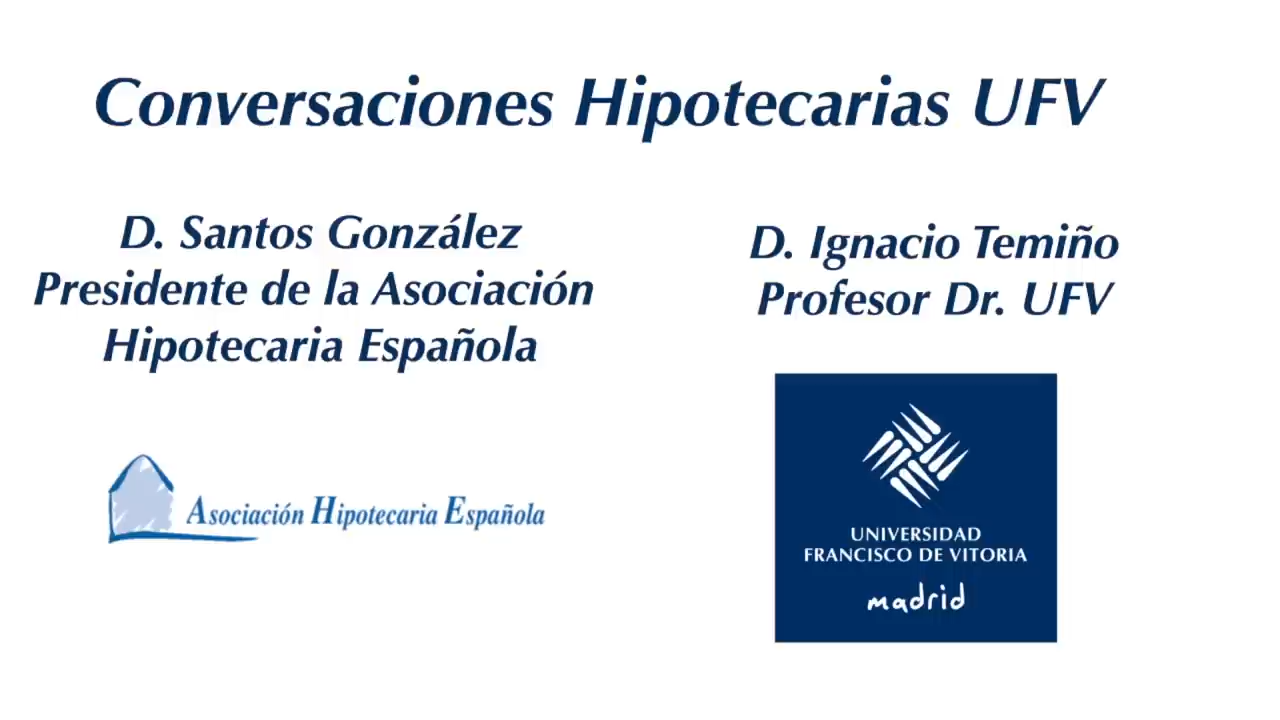 Conversaciones Hipotecarias UFV
D. Santos González
Presidente de la Asociación
Hipotecaria Española
Asociación Hipotecaria Española
D. Ignacio Temiño
Profesor Dr. UFV
UNIVERSIDAD
FRANCISCO DE VITORIA
madrid